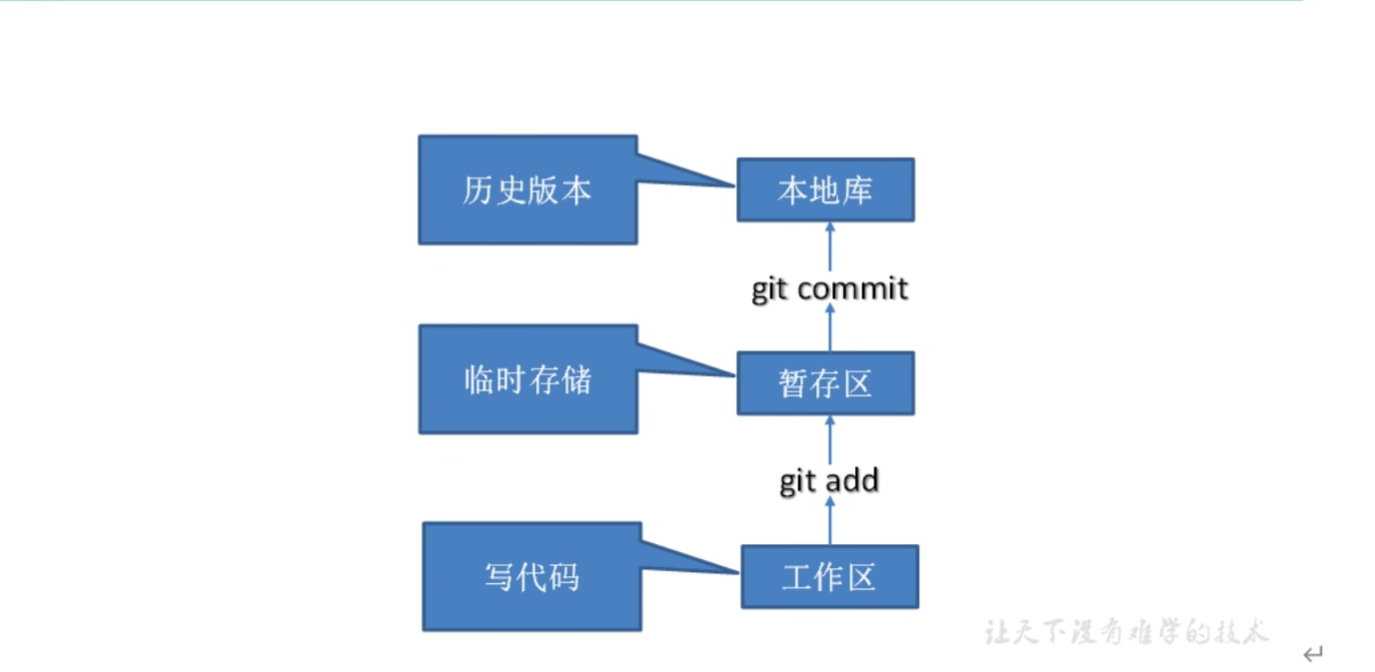 历史版本
本地库
git commit
临时存储
暂存区
git add
写代码
工作区
让天下没有难学的技术